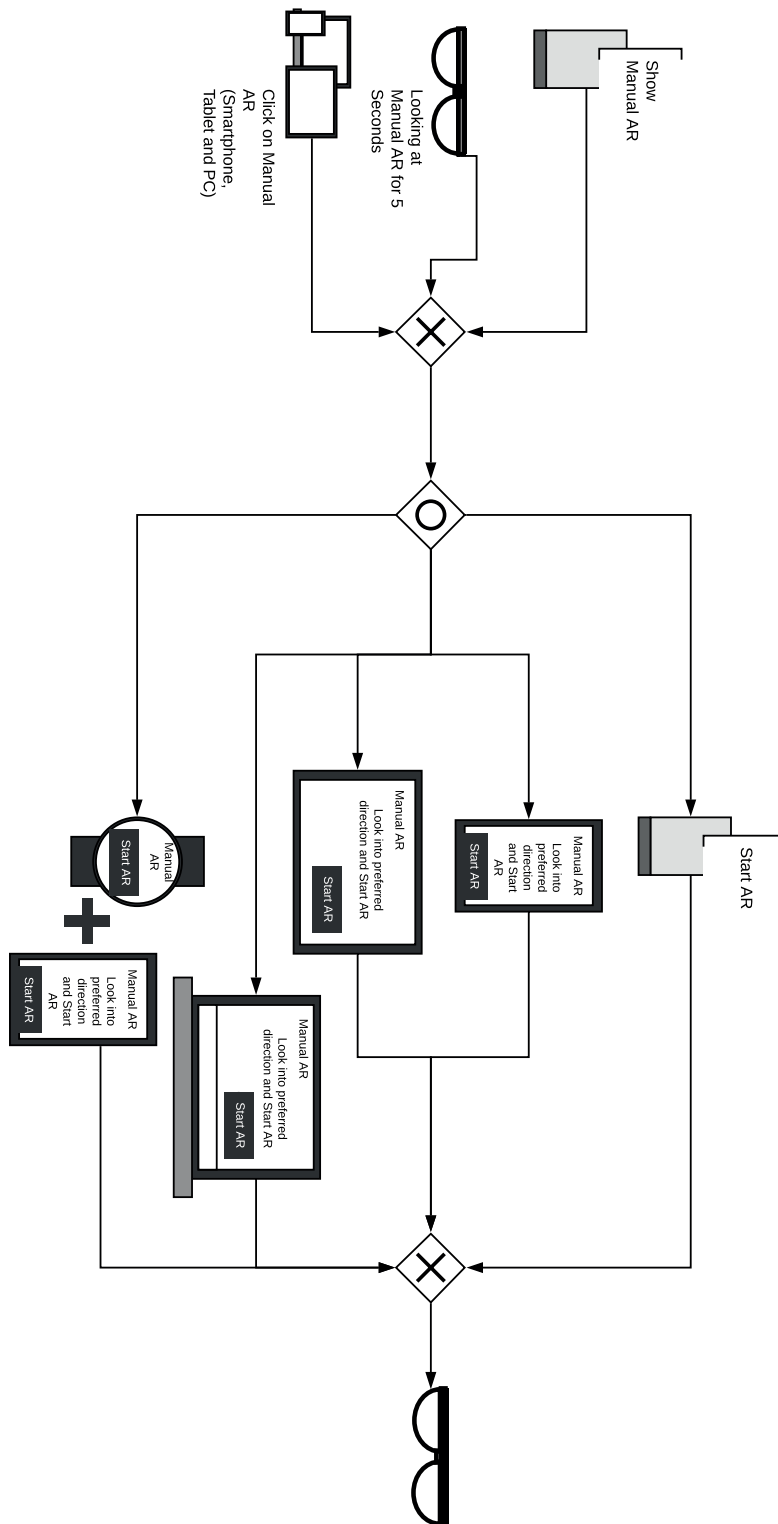 Show
Manual AR
Looking at
Manual AR for 5
Seconds
Click on Manual
AR
(Smartphone,
Tablet and PC)
Start AR
Manual AR
Look into
preferred
direction
and Start
AR
Start AR
Manual AR
Look into preferred
direction and Start AR
Start AR
Manual AR
Look into preferred
direction and Start AR
Start AR
Manual
AR
Start AR
Manual AR
Look into
preferred
direction
and Start
AR
Start AR